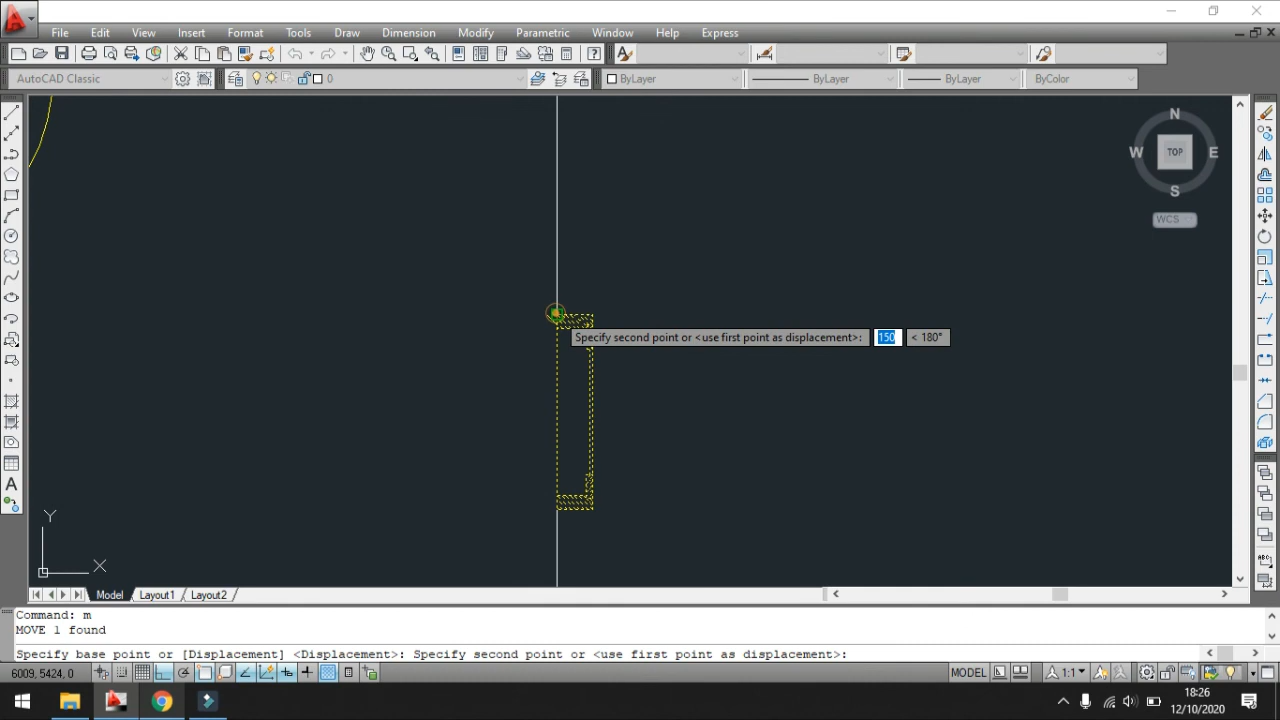 File Edit View Insert Format Tools Draw Dimension Modify Parametric Window Help Express
AutoCAD Classic 0 ByLayer ByLayer ByLayer ByColor
N
W TOP E
S
WCS
Specify second point or <use first point as displacement>: 150 < 180°
Y
X
Model Layout1 Layout2
Command: m
MOVE 1 found
Specify base point or [Displacement] <Displacement>: Specify second point or <use first point as displacement>:
6009, 5424, 0 MODEL 1:1
18:26
12/10/2020